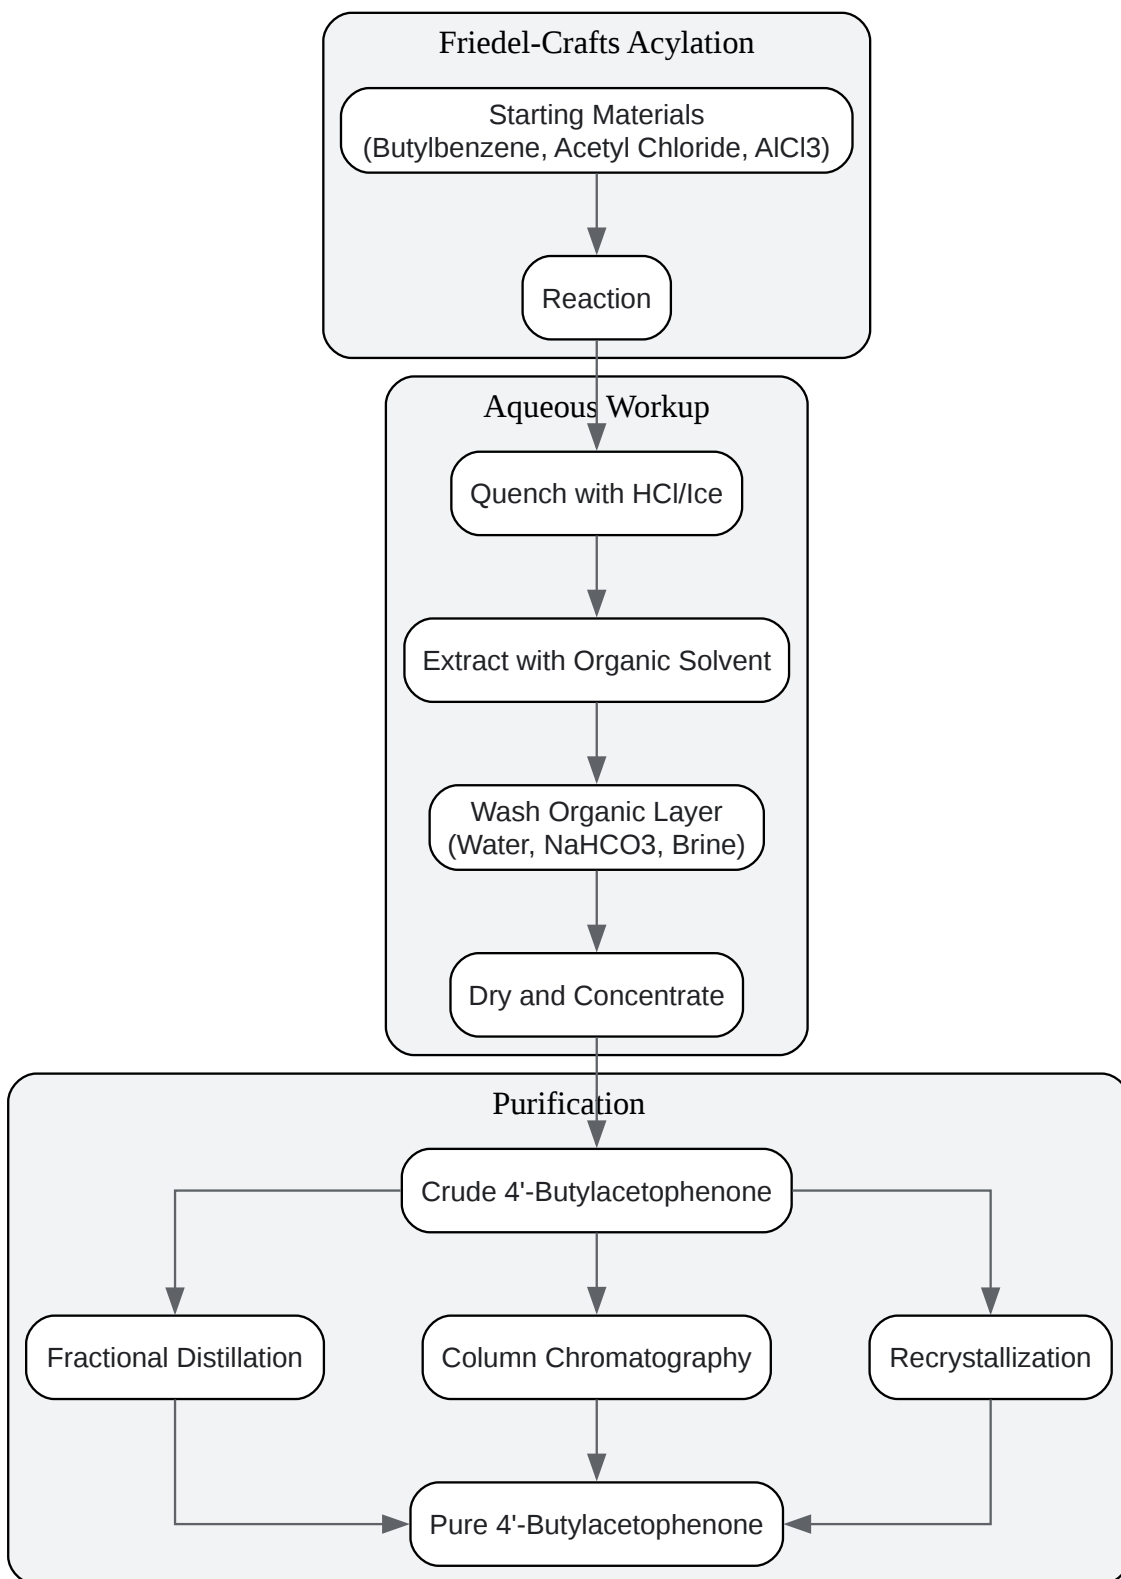 Friedel-Crafts Acylation
Starting Materials
(Butylbenzene, Acetyl Chloride, AlCl3)
Reaction
Aqueous Workup
Quench with HCl/Ice
Extract with Organic Solvent
Wash Organic Layer
(Water, NaHCO3, Brine)
Dry and Concentrate
Purification
Crude 4'-Butylacetophenone
Fractional Distillation
Column Chromatography
Recrystallization
Pure 4'-Butylacetophenone